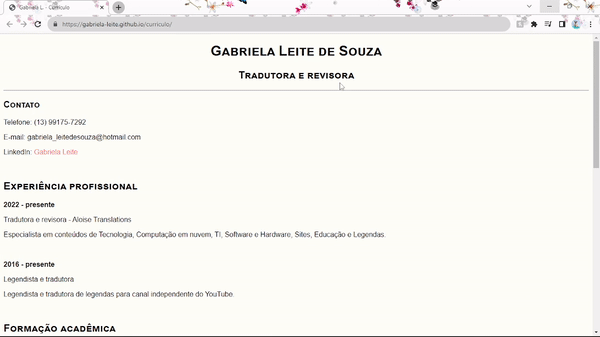 Gabriela L. - Currículo
https://gabriela-leite.github.io/curriculo/
Gabriela Leite de Souza
Tradutora e revisora
Contato
Telefone: (13) 99175-7292
E-mail: gabriela_leitedesouza@hotmail.com
LinkedIn: Gabriela Leite
Experiência profissional
2022 - presente
Tradutora e revisora - Aloise Translations
Especialista em conteúdos de Tecnologia, Computação em nuvem, TI, Software e Hardware, Sites, Educação e Legendas.
2016 - presente
Legendista e tradutora
Legendista e tradutora de legendas para canal independente do YouTube.
Formação acadêmica